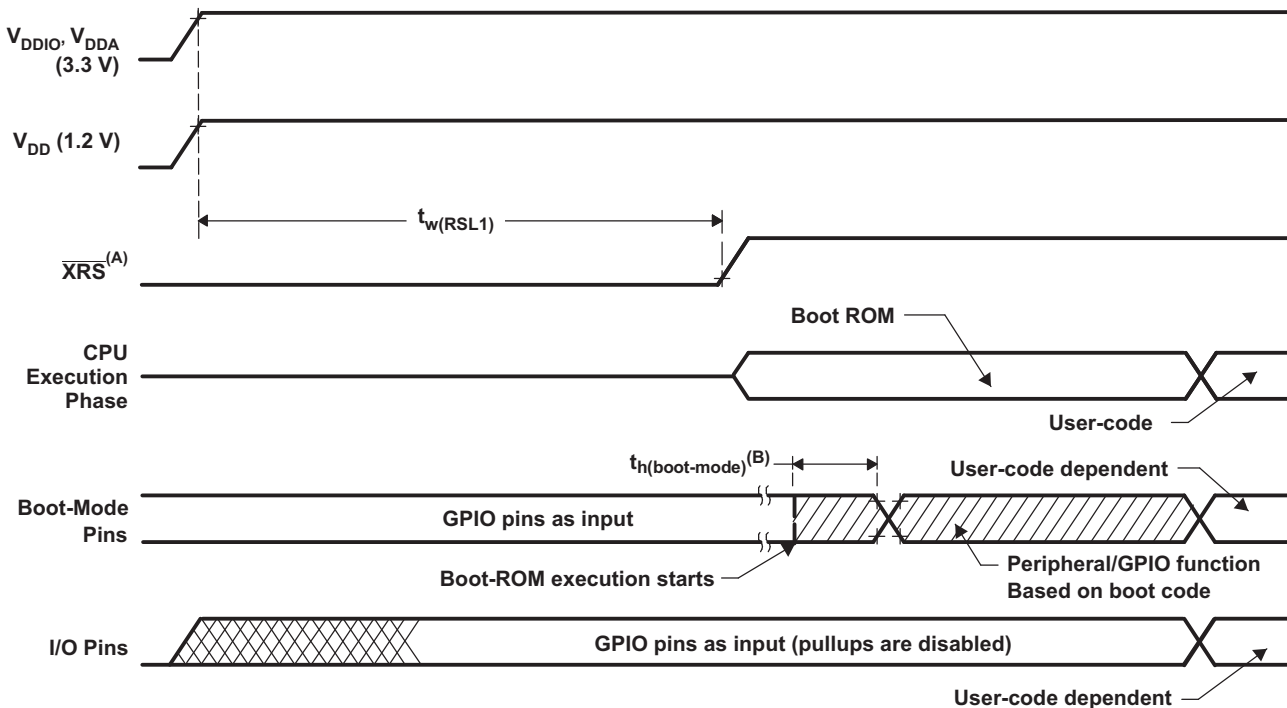 VDDIO, VDDA
(3.3 V)
VDD (1.2 V)
tw(RSL1)
XRS(A)
Boot ROM
CPU
Execution
Phase
User-code
th(boot-mode)(B)
User-code dependent
Boot-Mode
Pins
GPIO pins as input
Boot-ROM execution starts
Peripheral/GPIO function
Based on boot code
I/O Pins
GPIO pins as input (pullups are disabled)
User-code dependent